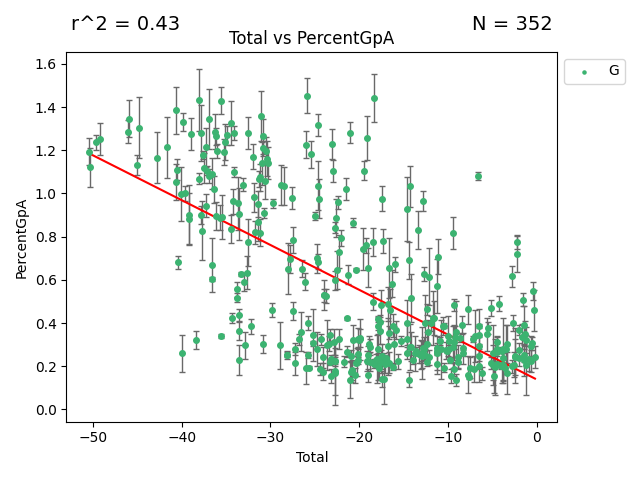 r^2 = 0.43
N = 352
Total vs PercentGpA
G
1.6
1.4
1.2
1.0
0.8
0.6
0.4
0.2
0.0
PercentGpA
−50
−40
−30
−20
−10
0
Total